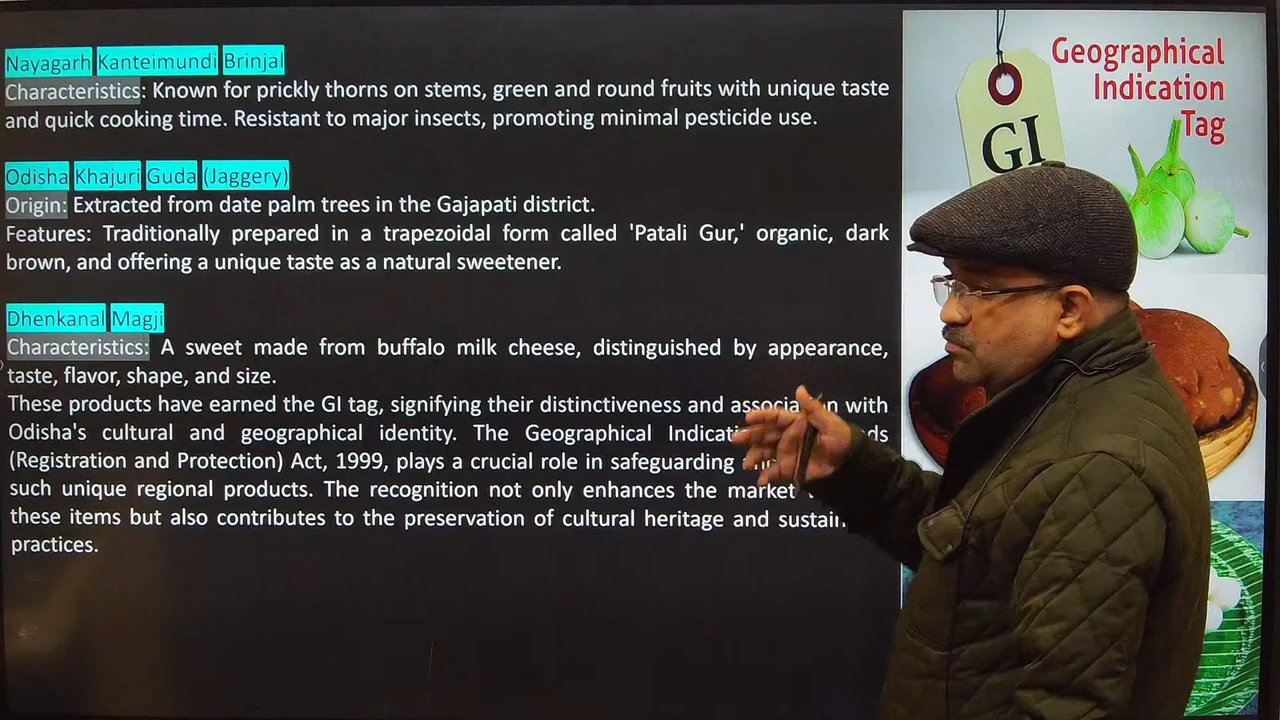 Nayagarh Kanteimundi Brinjal
Characteristics: Known for prickly thorns on stems, green and round fruits with unique taste
and quick cooking time. Resistant to major insects, promoting minimal pesticide use.
Odisha Khajuri Guda (Jaggery)
Origin: Extracted from date palm trees in the Gajapati district.
Features: Traditionally prepared in a trapezoidal form called 'Patali Gur,' organic, dark
brown, and offering a unique taste as a natural sweetener.
Dhenkanal Magji
Characteristics: A sweet made from buffalo milk cheese, distinguished by appearance,
taste, flavor, shape, and size.
These products have earned the GI tag, signifying their distinctiveness and with
Odisha's cultural and geographical identity. The Geographical
(Registration and Protection) Act, 1999, plays a crucial role in safeguarding
such unique regional products. The recognition not only enhances the market
these items but also contributes to the preservation of cultural heritage and
practices.
Geographical
Indication
Tag
GI